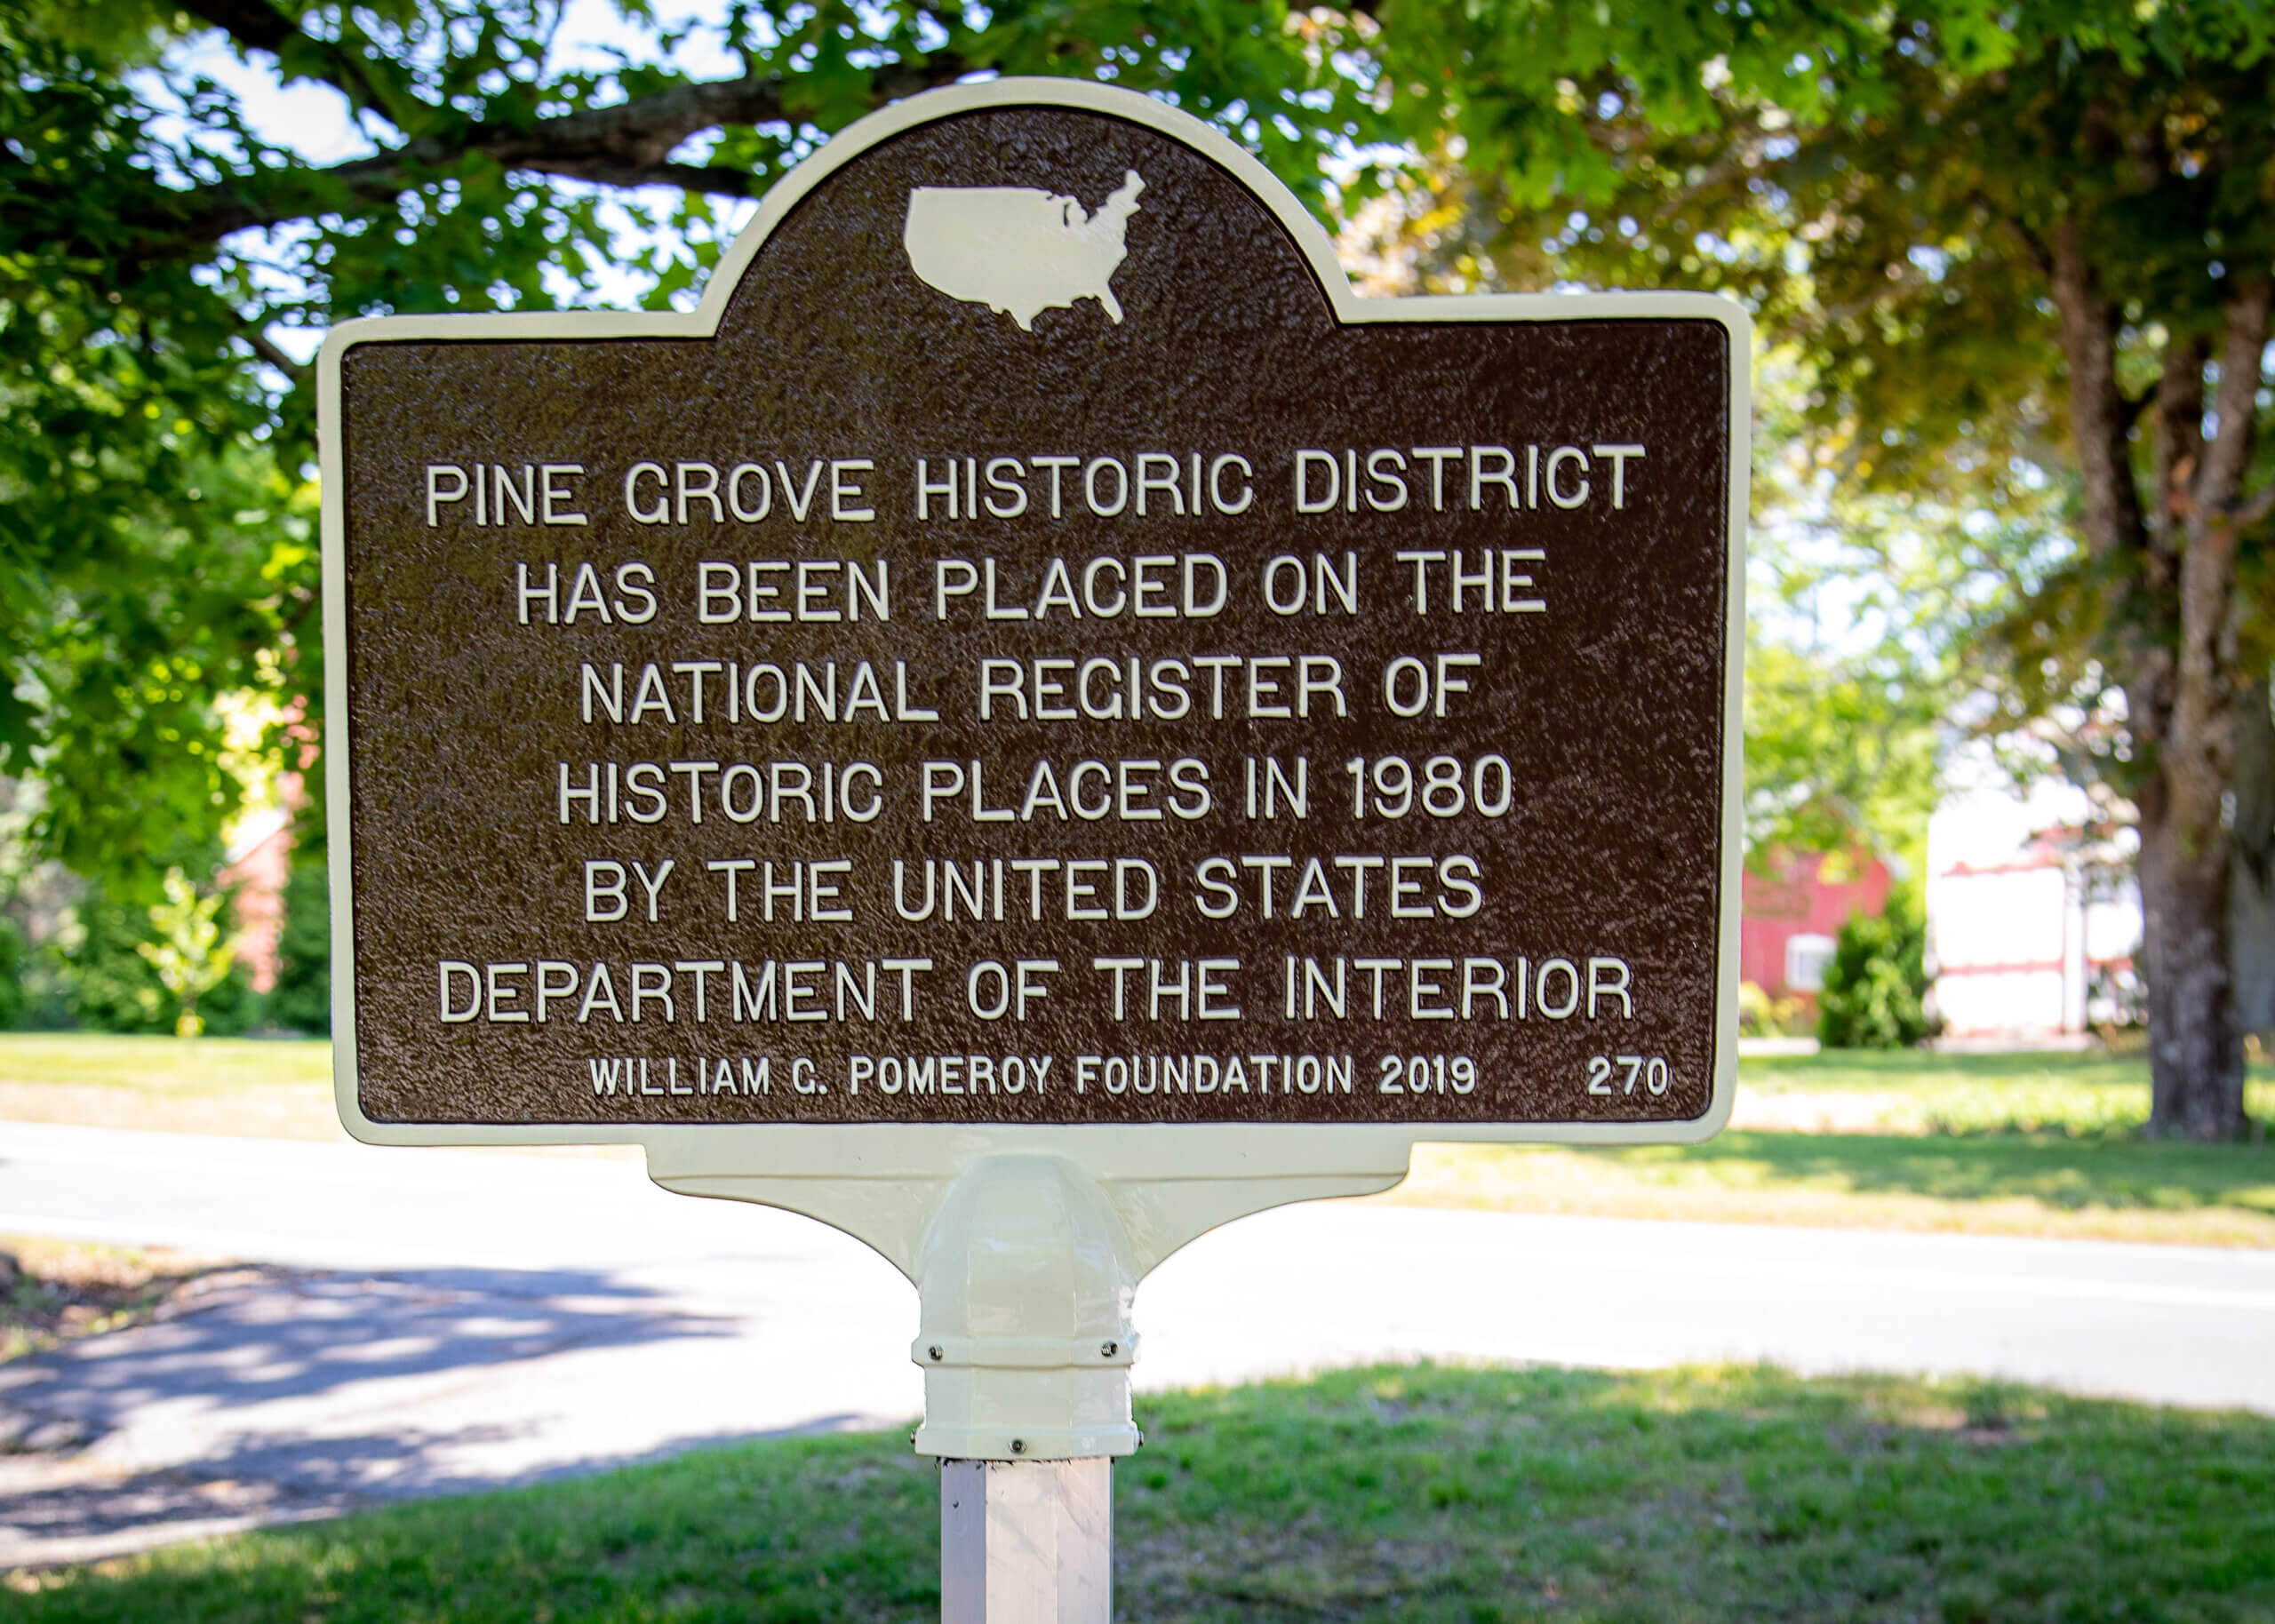 PINE GROVE HISTORIC DISTRICT
HAS BEEN PLACED ON THE
NATIONAL REGISTER OF
HISTORIC PLACES IN 1980
BY THE UNITED STATES
DEPARTMENT OF THE INTERIOR
WILLIAM G. POMEROY FOUNDATION 2019 270